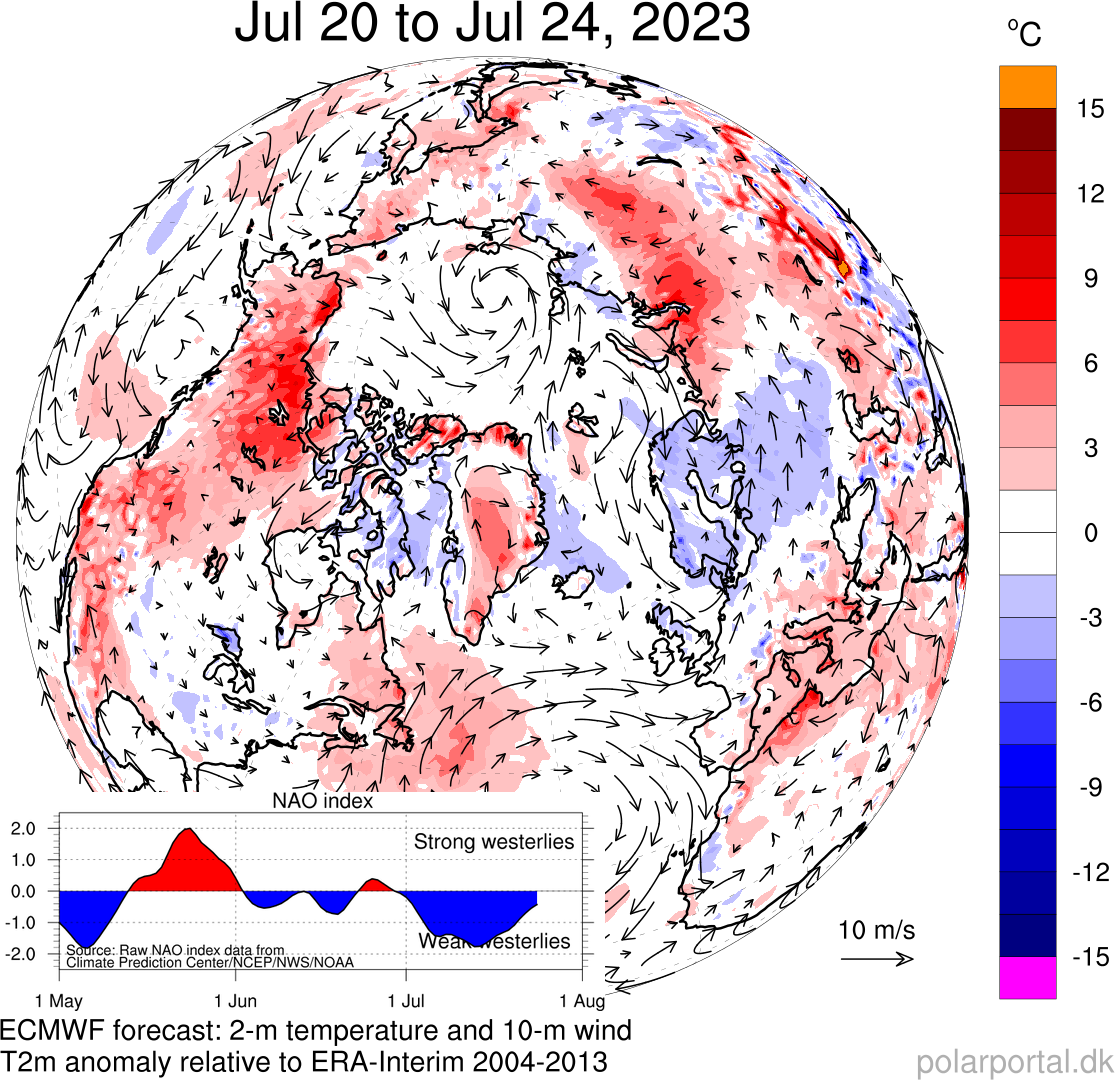 Jul 20 to Jul 24, 2023
oC
15
12
9
6
3
0
-3
-6
-9
-12
-15
10 m/s
NAO index
2.0
1.0
0.0
-1.0
-2.0
Strong westerlies
Weak westerlies
Source: Raw NAO index data from
Climate Prediction Center/NCEP/NWS/NOAA
1 May 1 Jun 1 Jul 1 Aug
ECMWF forecast: 2-m temperature and 10-m wind
T2m anomaly relative to ERA-Interim 2004-2013
polarportal.dk